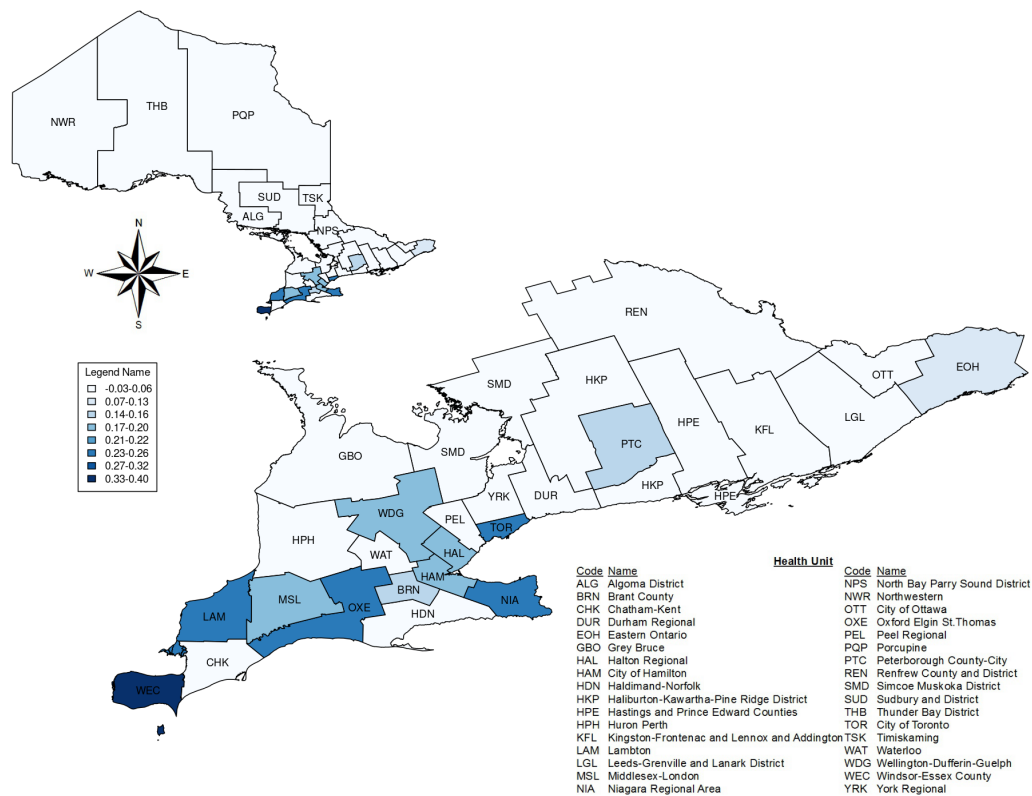 THB
NWR
PQP
SUD
TSK
ALG
NPS
N
W
E
S
REN
Legend Name
-0.03-0.06
0.07-0.13
0.14-0.16
0.17-0.20
0.21-0.22
0.23-0.26
0.27-0.32
0.33-0.40
SMD
HKP
OTT
EOH
LGL
HPE
KFL
PTC
GBO
SMD
HKP
HPE
YRK
DUR
WDG
PEL
TOR
HPH
WAT
HAL
HAM
MSL
BRN
NIA
LAM
OXE
HDN
CHK
WEC
Health Unit
Code Name
ALG Algoma District
BRN Brant County
CHK Chatham-Kent
DUR Durham Regional
EOH Eastern Ontario
GBO Grey Bruce
HAL Halton Regional
HAM City of Hamilton
HDN Haldimand-Norfolk
HKP Haliburton-Kawartha-Pine Ridge District
HPE Hastings and Prince Edward Counties
HPH Huron Perth
KFL Kingston-Frontenac and Lennox and Addington
LAM Lambton
LGL Leeds-Grenville and Lanark District
MSL Middlesex-London
NIA Niagara Regional Area
Code Name
NPS North Bay Parry Sound District
NWR Northwestern
OTT City of Ottawa
OXE Oxford Elgin St.Thomas
PEL Peel Regional
PQP Porcupine
PTC Peterborough County-City
REN Renfrew County and District
SMD Simcoe Muskoka District
SUD Sudbury and District
THB Thunder Bay District
TOR City of Toronto
TSK Timiskaming
WAT Waterloo
WDG Wellington-Dufferin-Guelph
WEC Windsor-Essex County
YRK York Regional